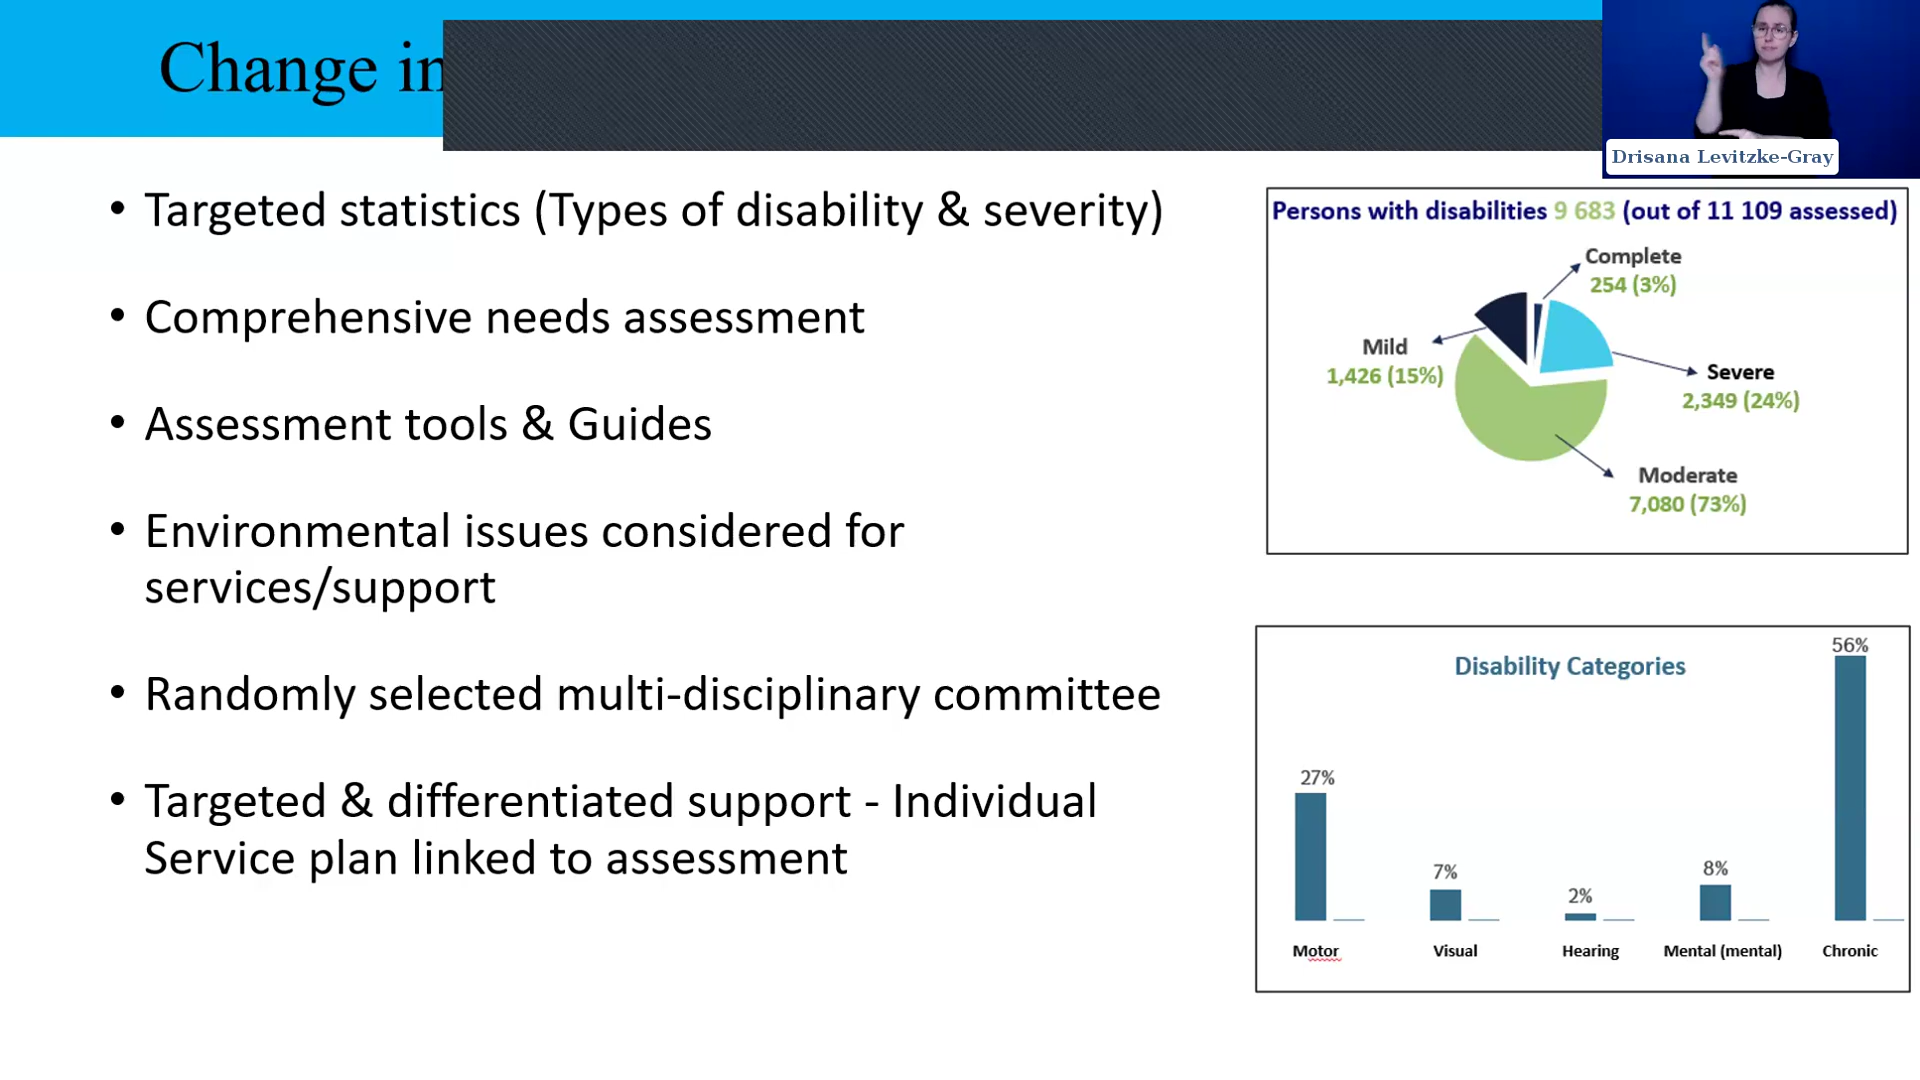 Change in
Drisana Levitzke-Gray
• Targeted statistics (Types of disability & severity)
• Comprehensive needs assessment
• Assessment tools & Guides
• Environmental issues considered for
services/support
• Randomly selected multi-disciplinary committee
• Targeted & differentiated support - Individual
Service plan linked to assessment
Persons with disabilities 9 683 (out of 11 109 assessed)
Complete
254 (3%)
Mild
1,426 (15%)
Severe
2,349 (24%)
Moderate
7,080 (73%)
Disability Categories
56%
27%
7%
2%
8%
Motor Visual Hearing Mental (mental) Chronic